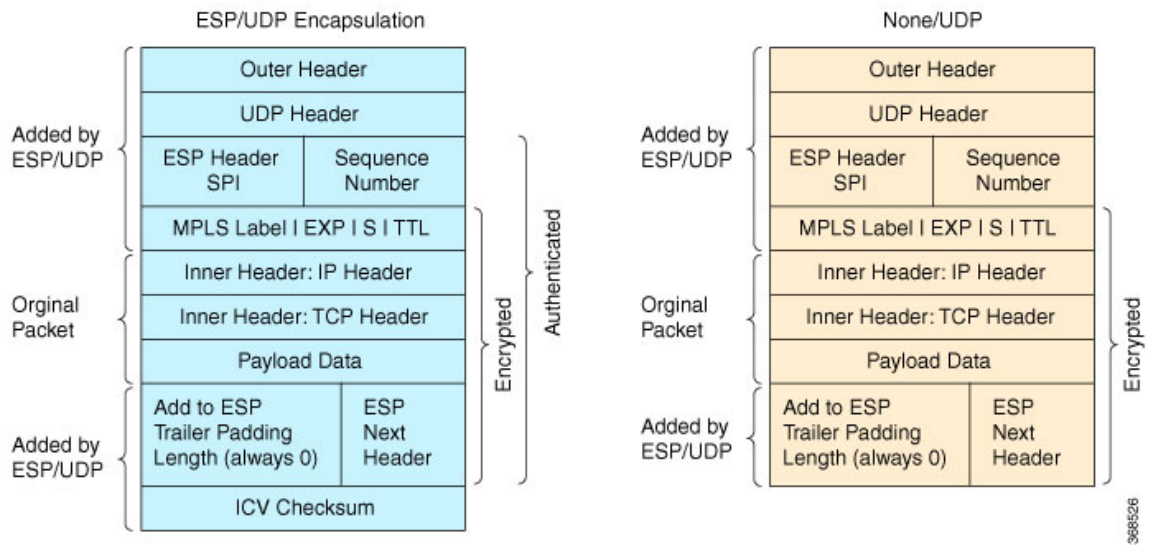 ESP/UDP Encapsulation
Added by
ESP/UDP
Outer Header
UDP Header
ESP Header
SPI
Sequence
Number
MPLS Label | EXP | S | TTL
Orginal
Packet
Inner Header: IP Header
Inner Header: TCP Header
Payload Data
Added by
ESP/UDP
Add to ESP
Trailer Padding
Length (always 0)
ESP
Next
Header
ICV Checksum
Encrypted
Authenticated
None/UDP
Added by
ESP/UDP
Outer Header
UDP Header
ESP Header
SPI
Sequence
Number
MPLS Label | EXP | S | TTL
Orginal
Packet
Inner Header: IP Header
Inner Header: TCP Header
Payload Data
Added by
ESP/UDP
Add to ESP
Trailer Padding
Length (always 0)
ESP
Next
Header
Encrypted
368526